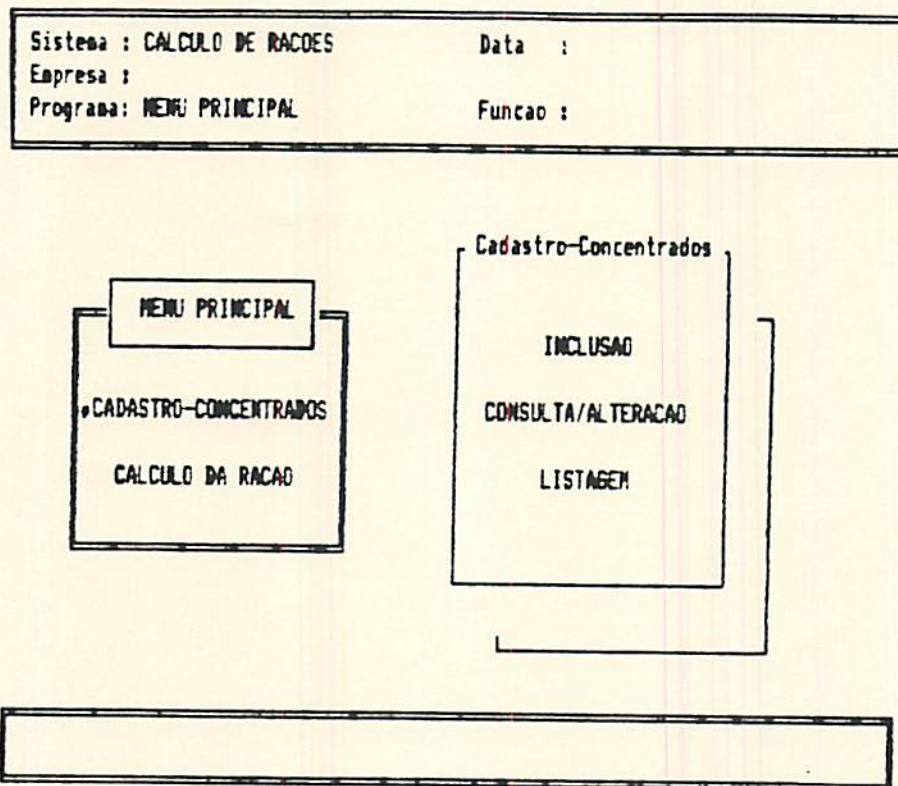 Sistema : CALCULO DE RACOES Data :
Empresa :
Programa: MENU PRINCIPAL Funcao :
Cadastro-Concentrados
MENU PRINCIPAL
INCLUSAO
CADASTRO-CONCENTRADOS
CONSULTA/ALTERACAO
CALCULO DA RACAO
LISTAGEM